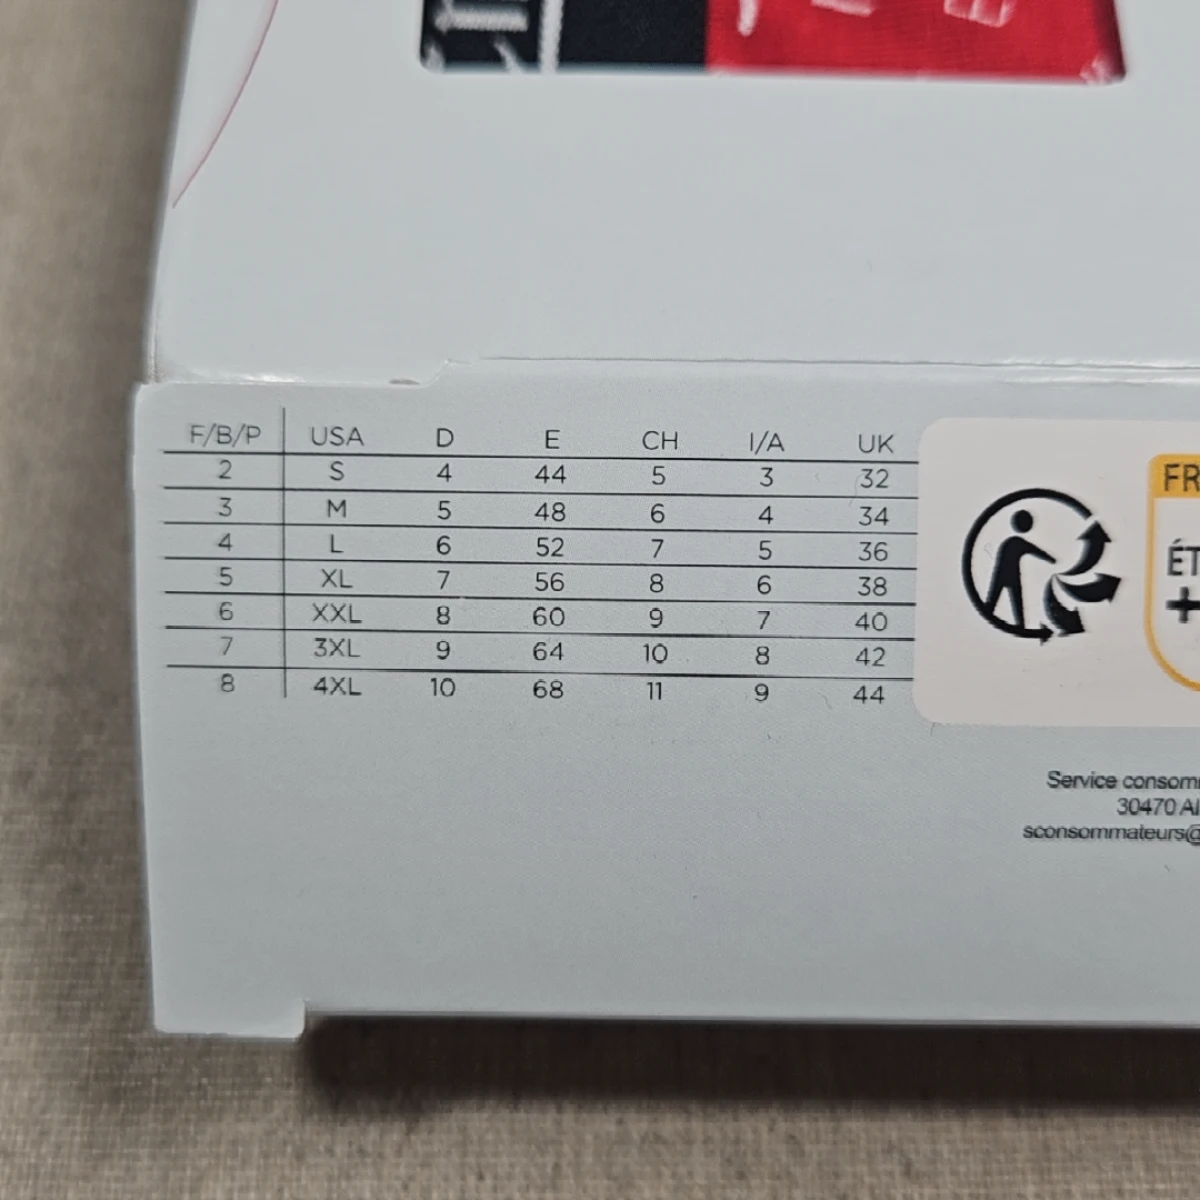 F/B/P USA D E CH I/A UK
2 S 4 44 5 3 32
3 M 5 48 6 4 34
4 L 6 52 7 5 36
5 XL 7 56 8 6 38
6 XXL 8 60 9 7 40
7 3XL 9 64 10 8 42
8 4XL 10 68 11 9 44
FR
ÉT
+
Service consom
30470 Ai
sconsommateurs@